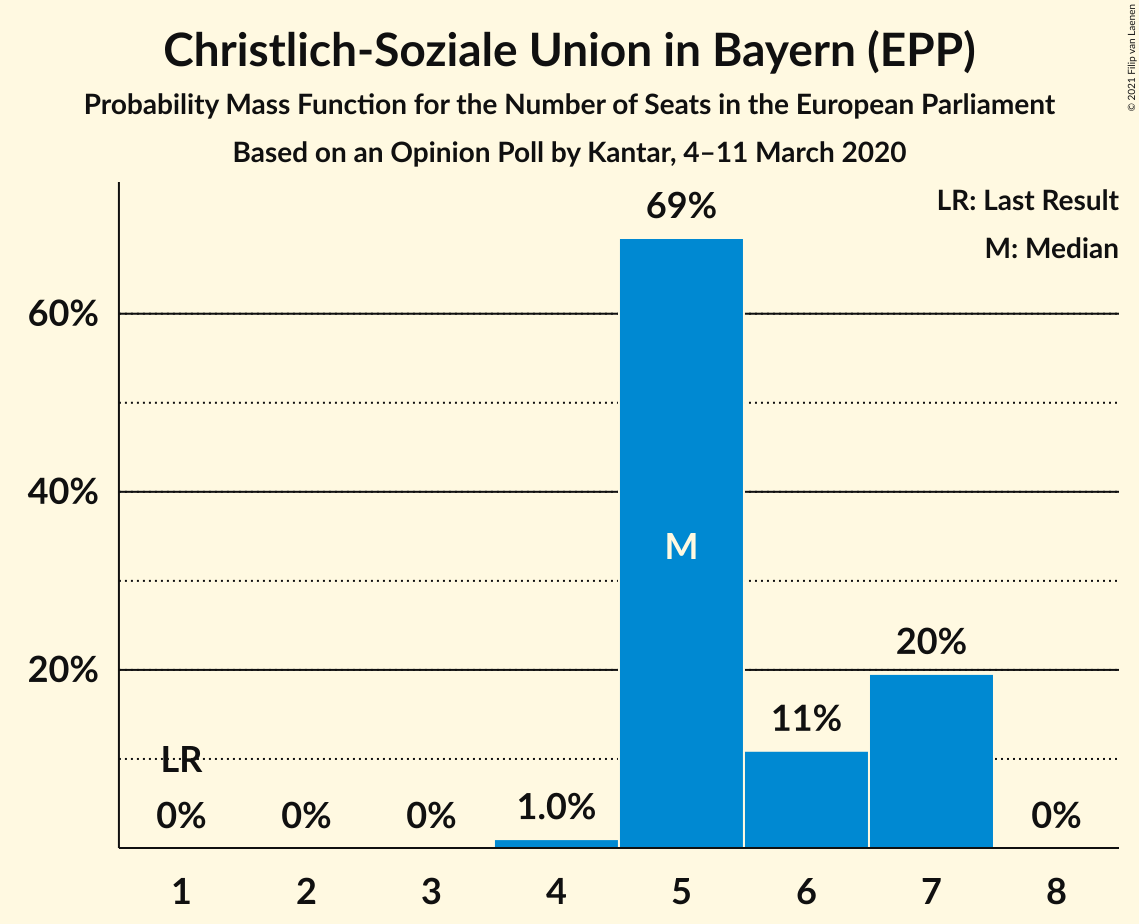 Christlich-Soziale Union in Bayern (EPP)
Probability Mass Function for the Number of Seats in the European Parliament
Based on an Opinion Poll by Kantar, 4–11 March 2020
© 2021 Filip van Laenen
LR: Last Result
M: Median
69%
60%
40%
M
20%
20%
11%
LR
0% 0% 0% 1.0% 0%
1 2 3 4 5 6 7 8